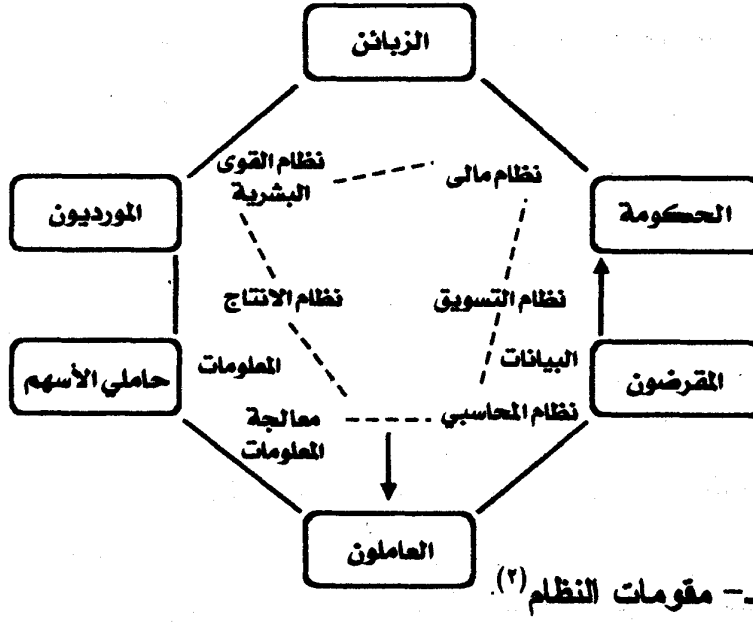 الزبائن
نظام القوى
البشرية
نظام مالى
الموردیون
الحكومة
نظام الانتاج
نظام التسويق
المعلومات
البيانات
حاملي الأسهم
المقرضون
معالجة
المعلومات
نظام المحاسبي
العاملون
ـ- مقومات النظام(٢).